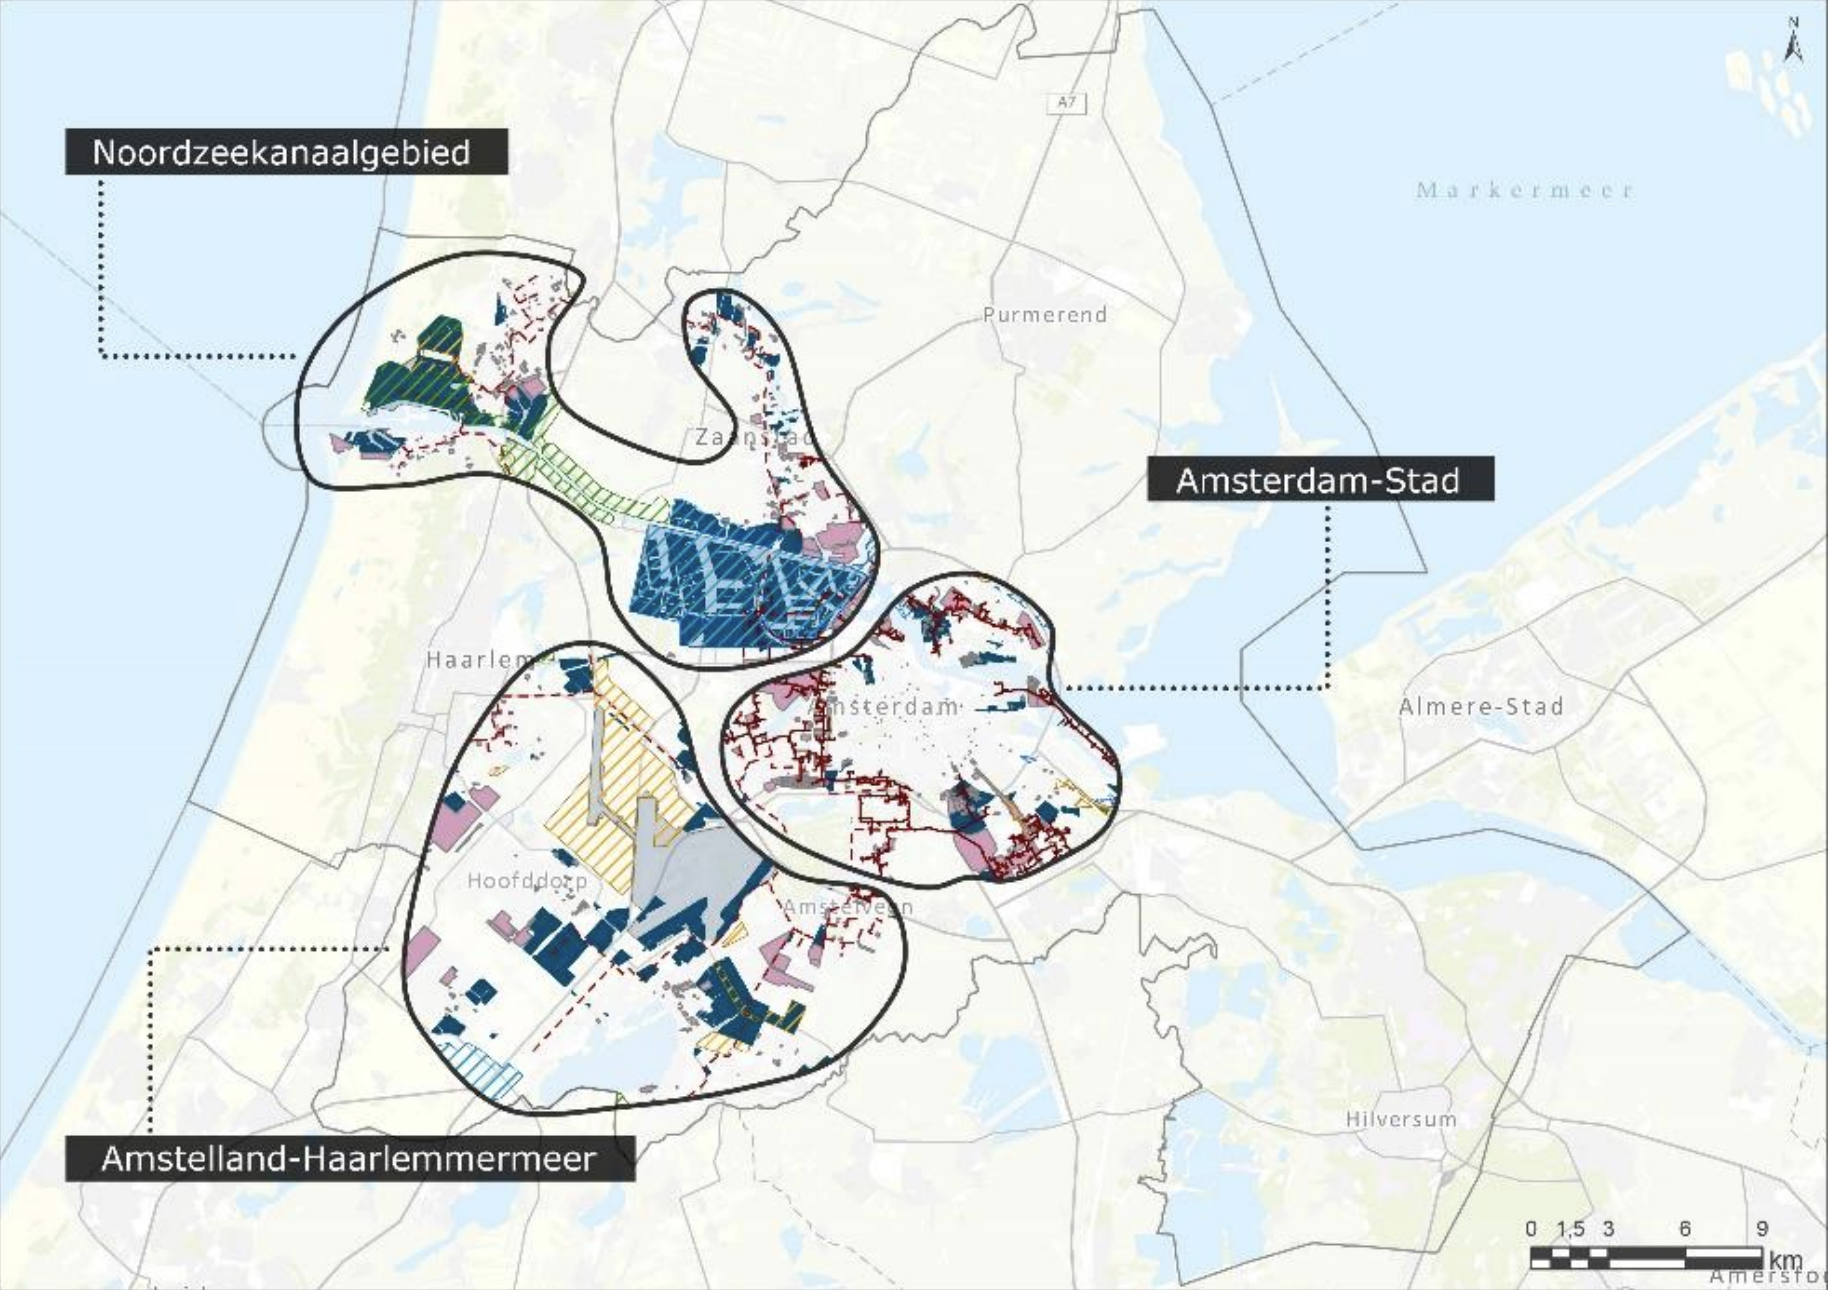 N
A7
Noordzeekanaalgebied
Markermeer
Purmerend
Zaanstad
Amsterdam-Stad
Haarlem
Amsterdam
Almere-Stad
Hoofddorp
Amstelveen
Hilversum
Amstelland-Haarlemmermeer
0 1,5 3 6 9
km